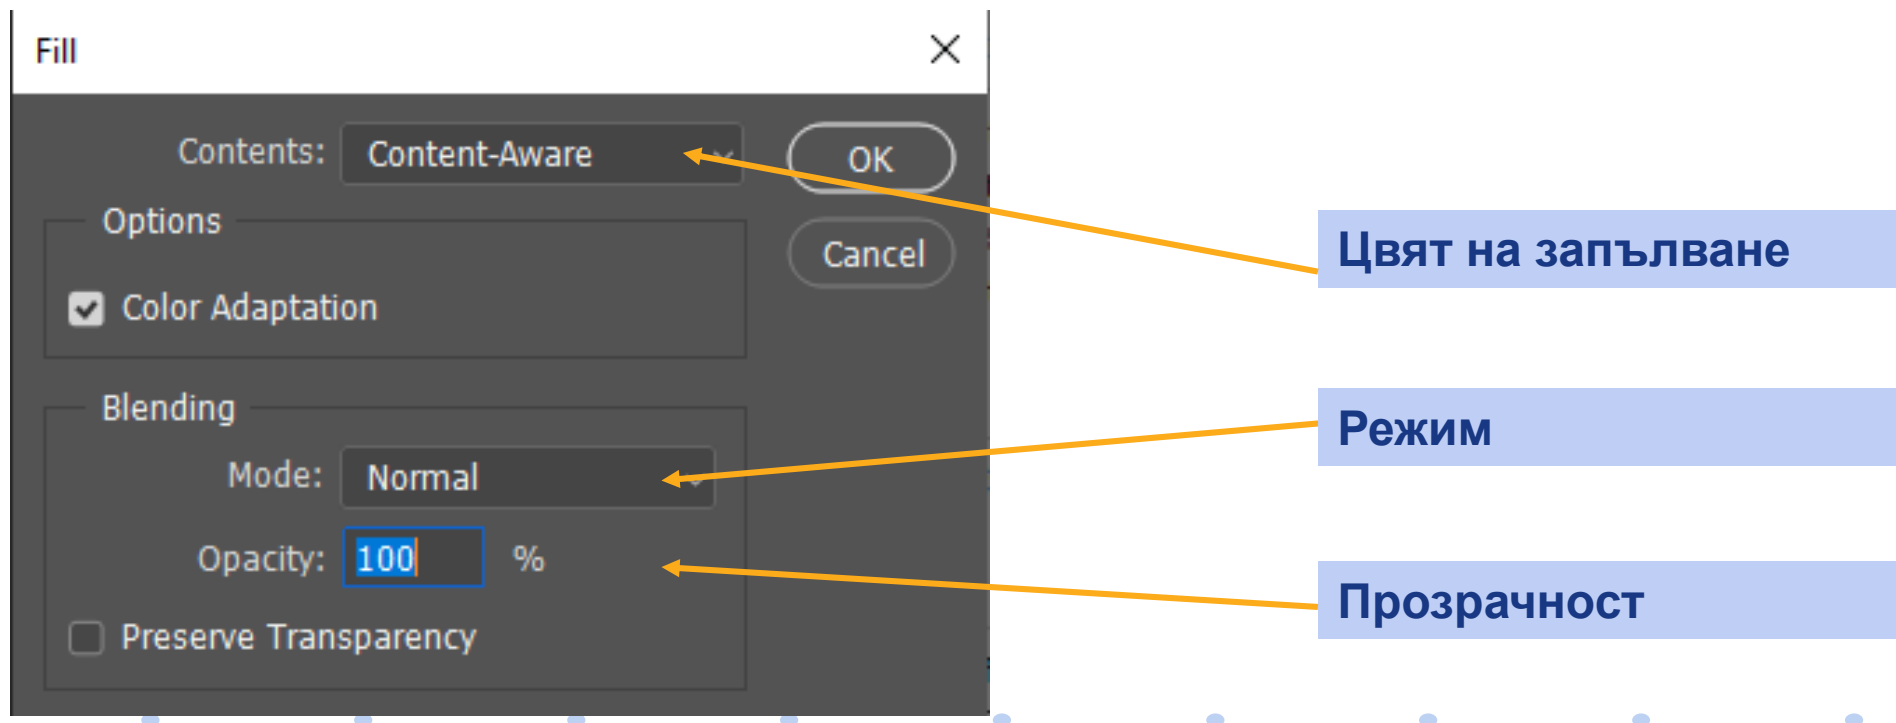 Fill
Contents: Content-Aware
OK
Options
Cancel
Color Adaptation
Blending
Mode: Normal
Opacity: 100 %
Preserve Transparency
Цвят на запълване
Режим
Прозрачност